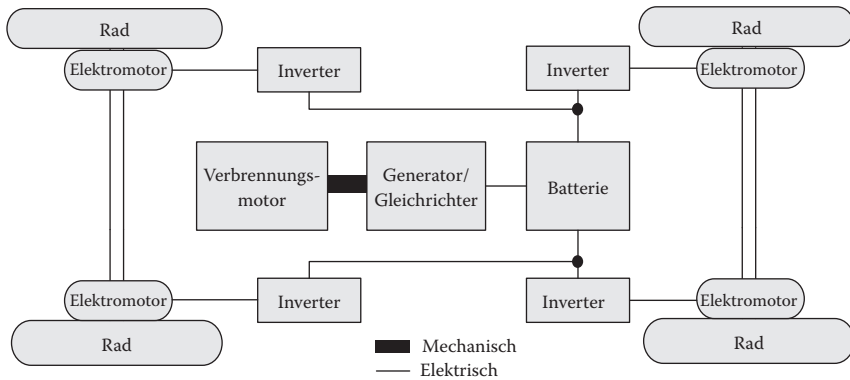 Rad
Rad
Elektromotor
Inverter
Inverter
Elektromotor
Verbrennungs-
motor
Generator/
Gleichrichter
Batterie
Elektromotor
Inverter
Inverter
Elektromotor
Rad
Rad
Mechanisch
Elektrisch